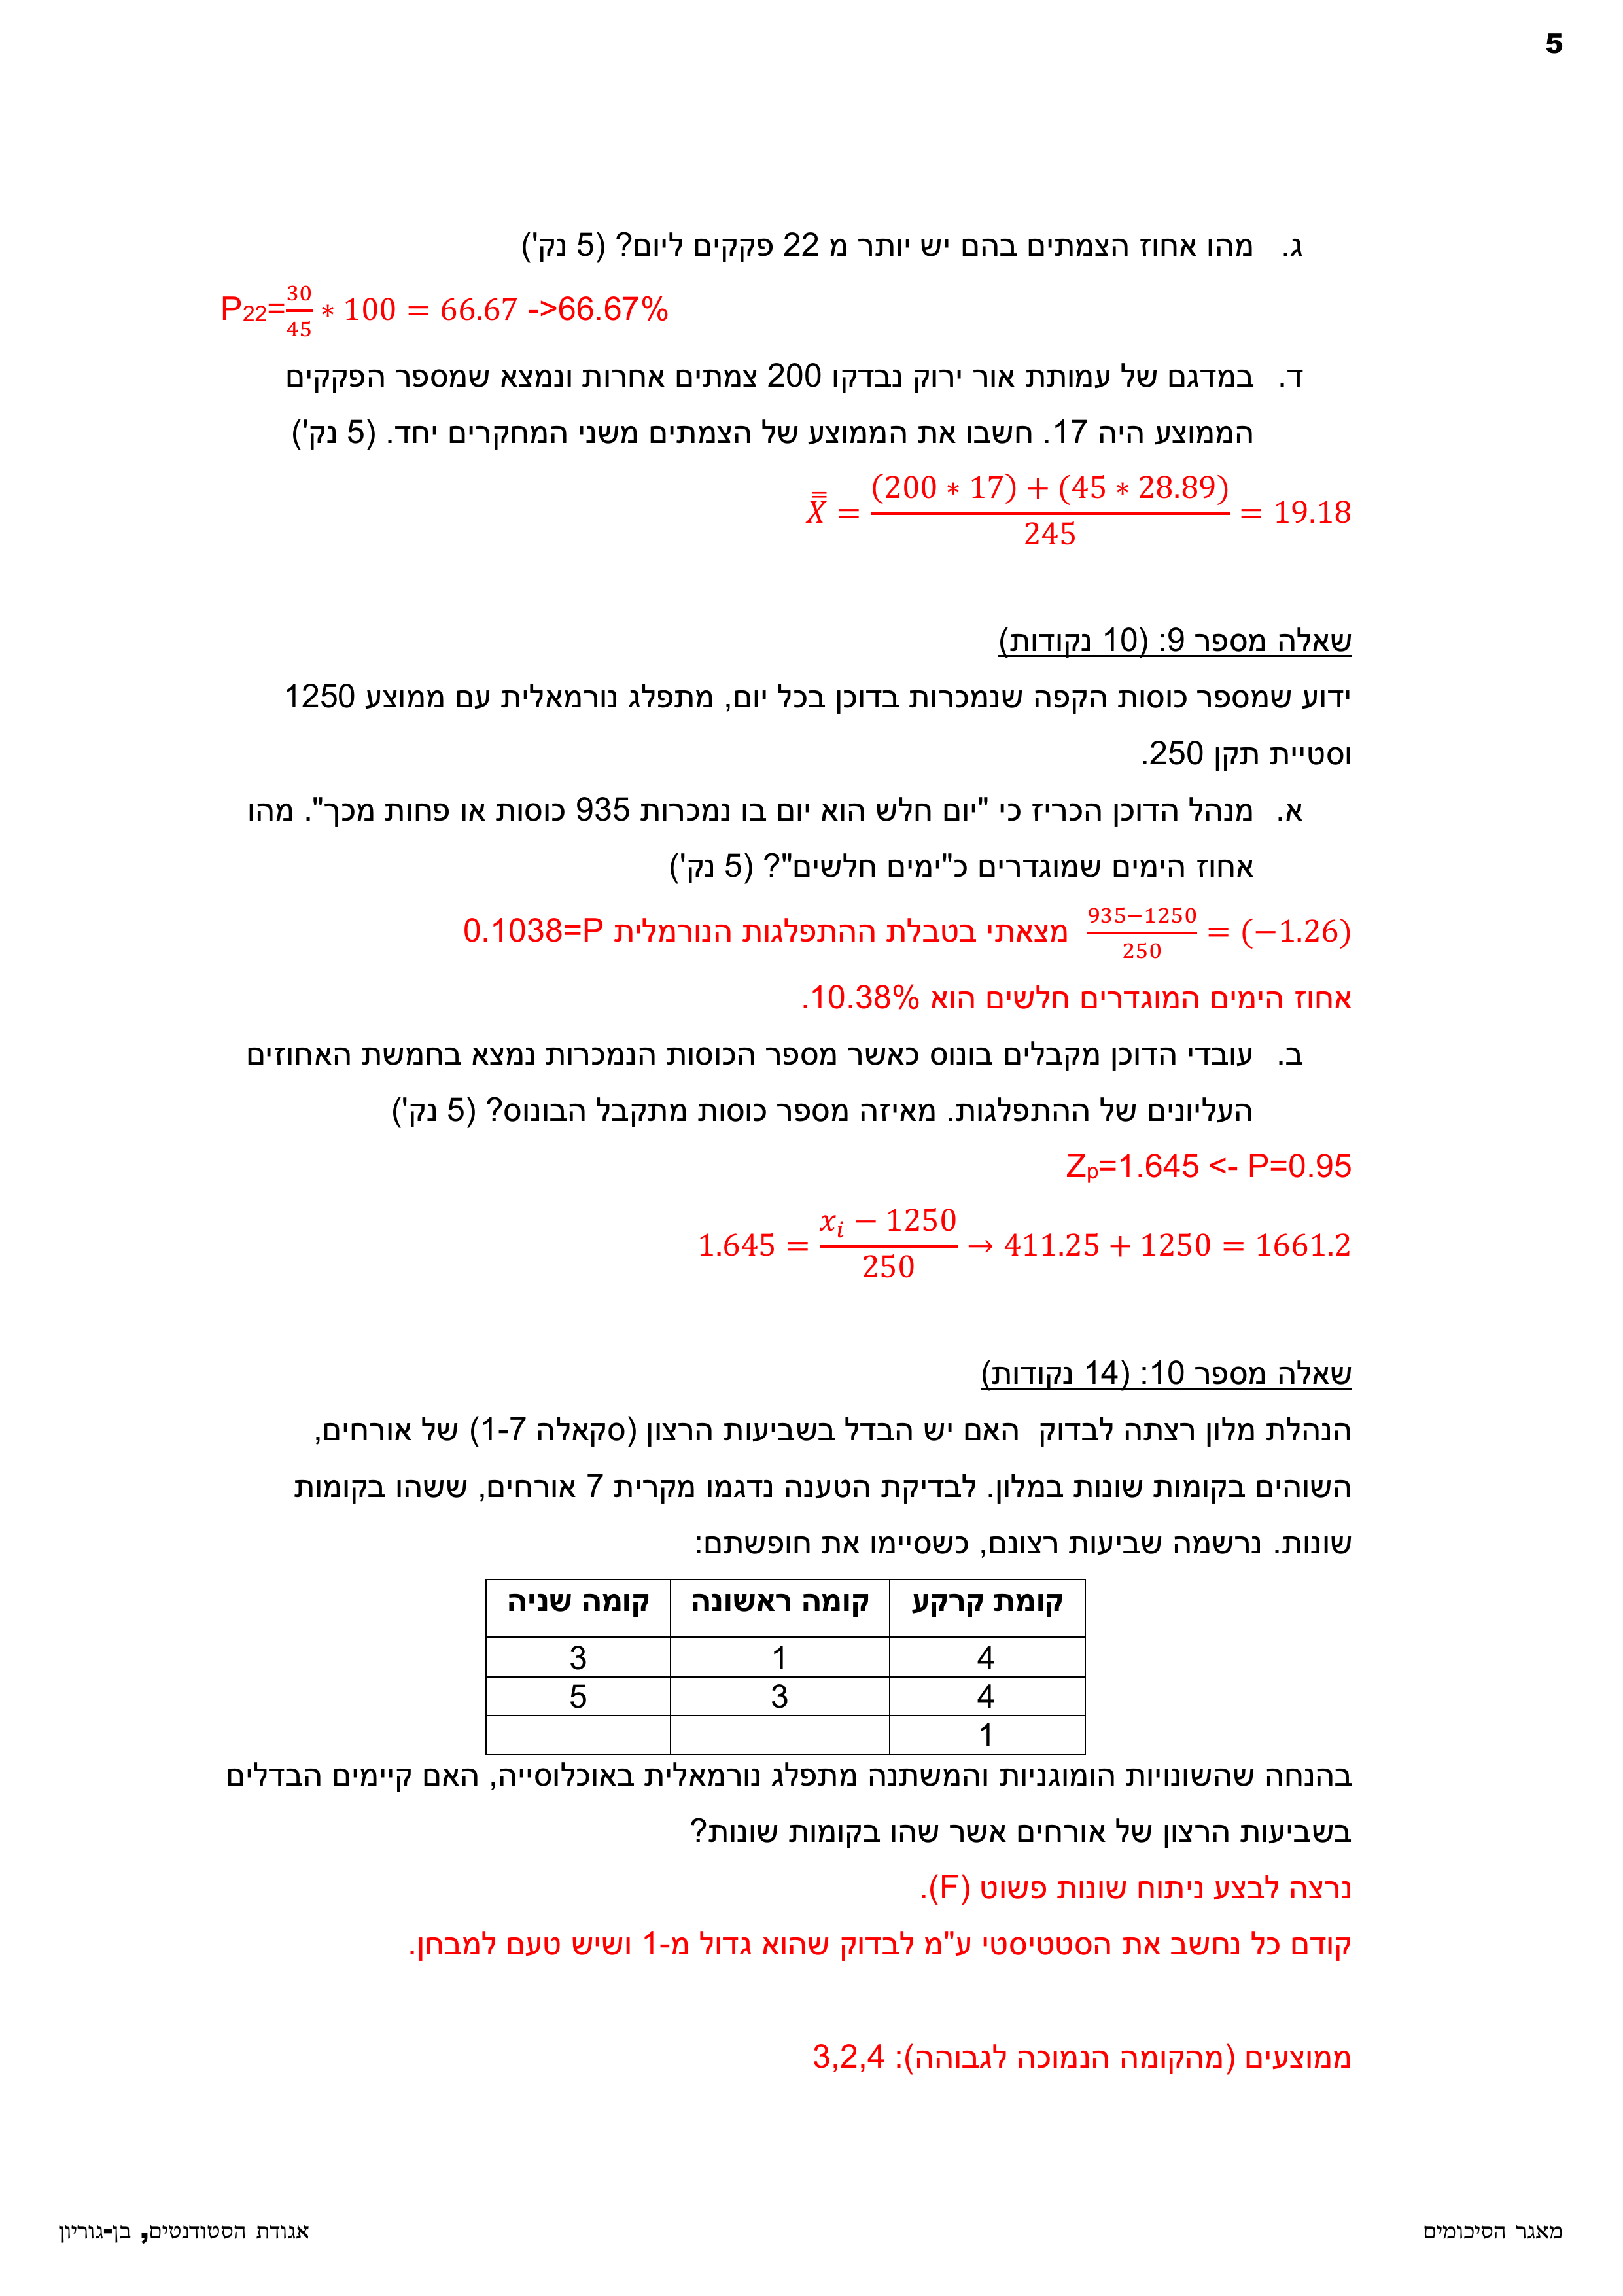 5
ג. מהו אחוז הצמתים בהם יש יותר מ 22 פקקים ליום? (5 נק')
P₂₂=30/45 ∗ 100 = 66.67 ->66.67%
ד. במדגם של עמותת אור ירוק נבדקו 200 צמתים אחרות ונמצא שמספר הפקקים
הממוצע היה 17. חשבו את הממוצע של הצמתים משני המחקרים יחד. (5 נק')
X̿ = ((200 ∗ 17) + (45 ∗ 28.89))/245 = 19.18
שאלה מספר 9: (10 נקודות)
ידוע שמספר כוסות הקפה שנמכרות בדוכן בכל יום, מתפלג נורמאלית עם ממוצע 1250
וסטיית תקן 250.
א. מנהל הדוכן הכריז כי "יום חלש הוא יום בו נמכרות 935 כוסות או פחות מכך". מהו
אחוז הימים שמוגדרים כ"ימים חלשים"? (5 נק')
(935−1250)/250 = (−1.26) מצאתי בטבלת ההתפלגות הנורמלית 0.1038=P
אחוז הימים המוגדרים חלשים הוא 10.38%.
ב. עובדי הדוכן מקבלים בונוס כאשר מספר הכוסות הנמכרות נמצא בחמשת האחוזים
העליונים של ההתפלגות. מאיזה מספר כוסות מתקבל הבונוס? (5 נק')
Zₚ=1.645 <- P=0.95
1.645 = (xᵢ − 1250)/250 → 411.25 + 1250 = 1661.2
שאלה מספר 10: (14 נקודות)
הנהלת מלון רצתה לבדוק האם יש הבדל בשביעות הרצון (סקאלה 1-7) של אורחים,
השוהים בקומות שונות במלון. לבדיקת הטענה נדגמו מקרית 7 אורחים, ששהו בקומות
שונות. נרשמה שביעות רצונם, כשסיימו את חופשתם:
קומת קרקע קומה ראשונה קומה שניה
4 1 3
4 3 5
1
בהנחה שהשונויות הומוגניות והמשתנה מתפלג נורמאלית באוכלוסייה, האם קיימים הבדלים
בשביעות הרצון של אורחים אשר שהו בקומות שונות?
נרצה לבצע ניתוח שונות פשוט (F).
קודם כל נחשב את הסטטיסטי ע"מ לבדוק שהוא גדול מ-1 ושיש טעם למבחן.
ממוצעים (מהקומה הנמוכה לגבוהה): 3,2,4
מאגר הסיכומים אגודת הסטודנטים, בן-גוריון